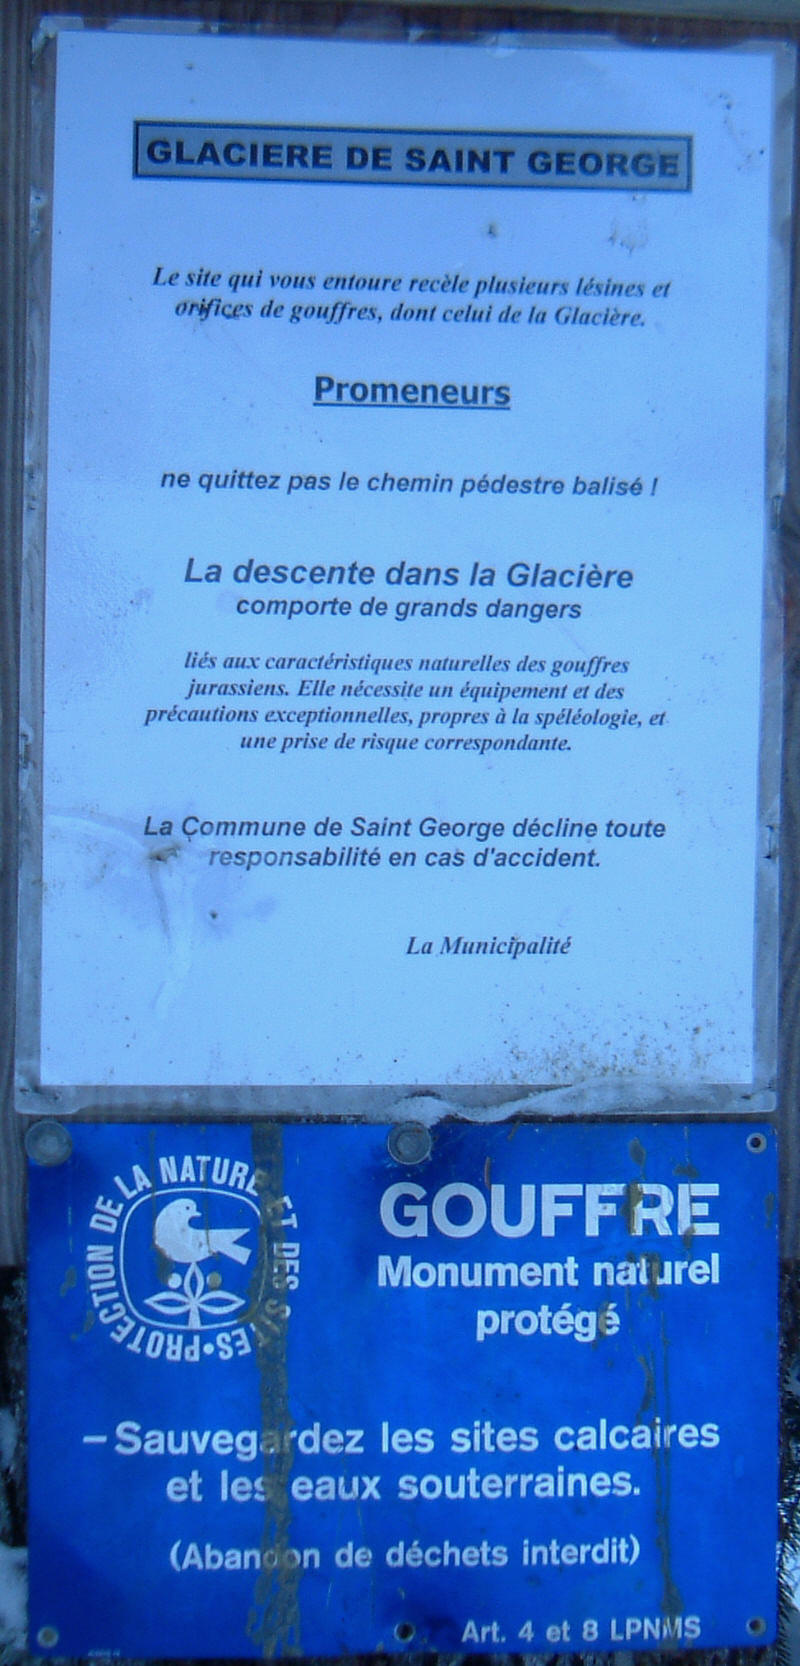 GLACIERE DE SAINT GEORGE
Le site qui vous entoure recèle plusieurs lésines et
orifices de gouffres, dont celui de la Glacière.
Promeneurs
ne quittez pas le chemin pédestre balisé !
La descente dans la Glacière
comporte de grands dangers
liés aux caractéristiques naturelles des gouffres
jurassiens. Elle nécessite un équipement et des
précautions exceptionnelles, propres à la spéléologie, et
une prise de risque correspondante.
La Commune de Saint George décline toute
responsabilité en cas d'accident.
La Municipalité
PROTECTION DE LA NATURE ET DES SITES •
GOUFFRE
Monument naturel
protégé
– Sauvegardez les sites calcaires
et les eaux souterraines.
(Abandon de déchets interdit)
Art. 4 et 8 LPNMS